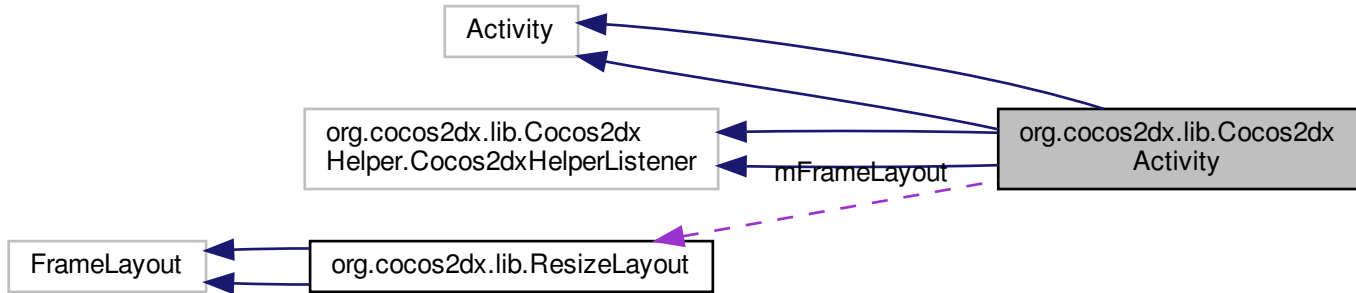 Activity
org.cocos2dx.lib.Cocos2dx
Helper.Cocos2dxHelperListener
org.cocos2dx.lib.Cocos2dx
Activity
mFrameLayout
FrameLayout
org.cocos2dx.lib.ResizeLayout